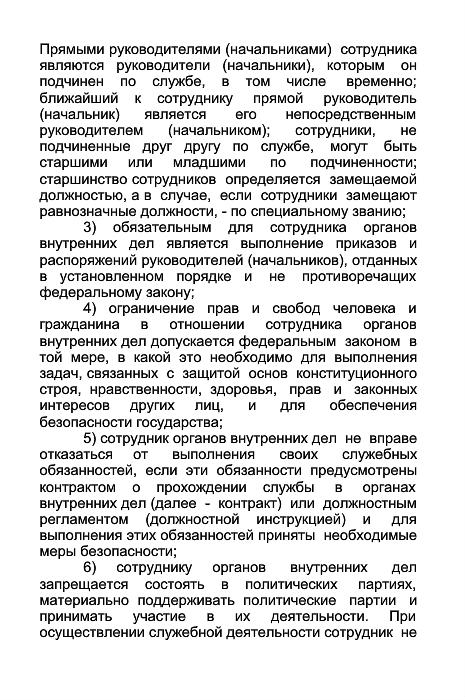 Прямыми руководителями (начальниками) сотрудника
являются руководители (начальники), которым он
подчинен по службе, в том числе временно;
ближайший к сотруднику прямой руководитель
(начальник) является его непосредственным
руководителем (начальником); сотрудники, не
подчиненные друг другу по службе, могут быть
старшими или младшими по подчиненности;
старшинство сотрудников определяется замещаемой
должностью, а в случае, если сотрудники замещают
равнозначные должности, - по специальному званию;
3) обязательным для сотрудника органов
внутренних дел является выполнение приказов и
распоряжений руководителей (начальников), отданных
в установленном порядке и не противоречащих
федеральному закону;
4) ограничение прав и свобод человека и
гражданина в отношении сотрудника органов
внутренних дел допускается федеральным законом в
той мере, в какой это необходимо для выполнения
задач, связанных с защитой основ конституционного
строя, нравственности, здоровья, прав и законных
интересов других лиц, и для обеспечения
безопасности государства;
5) сотрудник органов внутренних дел не вправе
отказаться от выполнения своих служебных
обязанностей, если эти обязанности предусмотрены
контрактом о прохождении службы в органах
внутренних дел (далее - контракт) или должностным
регламентом (должностной инструкцией) и для
выполнения этих обязанностей приняты необходимые
меры безопасности;
6) сотруднику органов внутренних дел
запрещается состоять в политических партиях,
материально поддерживать политические партии и
принимать участие в их деятельности. При
осуществлении служебной деятельности сотрудник не